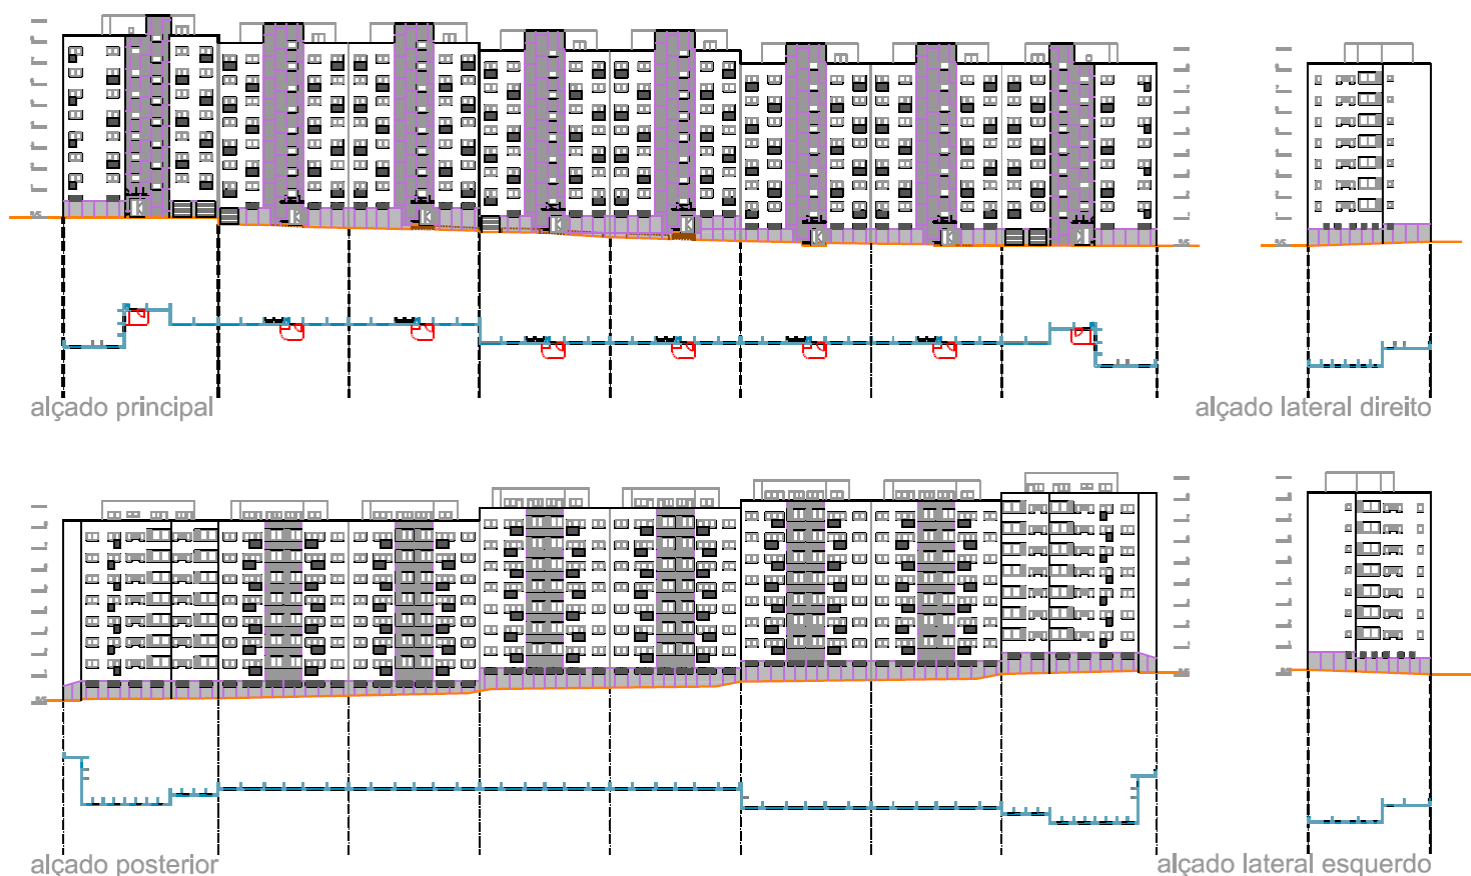 alçado principal
alçado lateral direito
alçado posterior
alçado lateral esquerdo